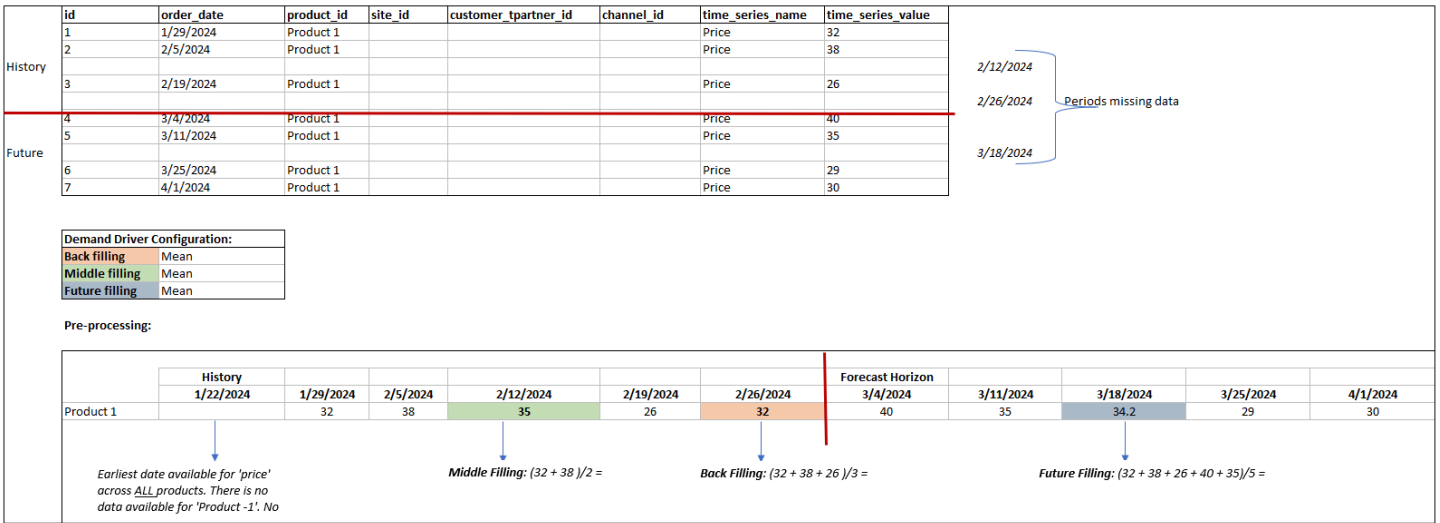 id order_date product_id site_id customer_tpartner_id channel_id time_series_name time_series_value
1 1/29/2024 Product 1 Price 32
2 2/5/2024 Product 1 Price 38
History 2/12/2024
3 2/19/2024 Product 1 Price 26
2/26/2024 Periods missing data
4 3/4/2024 Product 1 Price 40
5 3/11/2024 Product 1 Price 35
Future 3/18/2024
6 3/25/2024 Product 1 Price 29
7 4/1/2024 Product 1 Price 30
Demand Driver Configuration:
Back filling Mean
Middle filling Mean
Future filling Mean
Pre-processing:
History Forecast Horizon
1/22/2024 1/29/2024 2/5/2024 2/12/2024 2/19/2024 2/26/2024 3/4/2024 3/11/2024 3/18/2024 3/25/2024 4/1/2024
Product 1 32 38 35 26 32 40 35 34.2 29 30
Earliest date available for 'price'
across ALL products. There is no
data available for 'Product -1'. No
Middle Filling: (32 + 38 )/2 =
Back Filling: (32 + 38 + 26 )/3 =
Future Filling: (32 + 38 + 26 + 40 + 35)/5 =